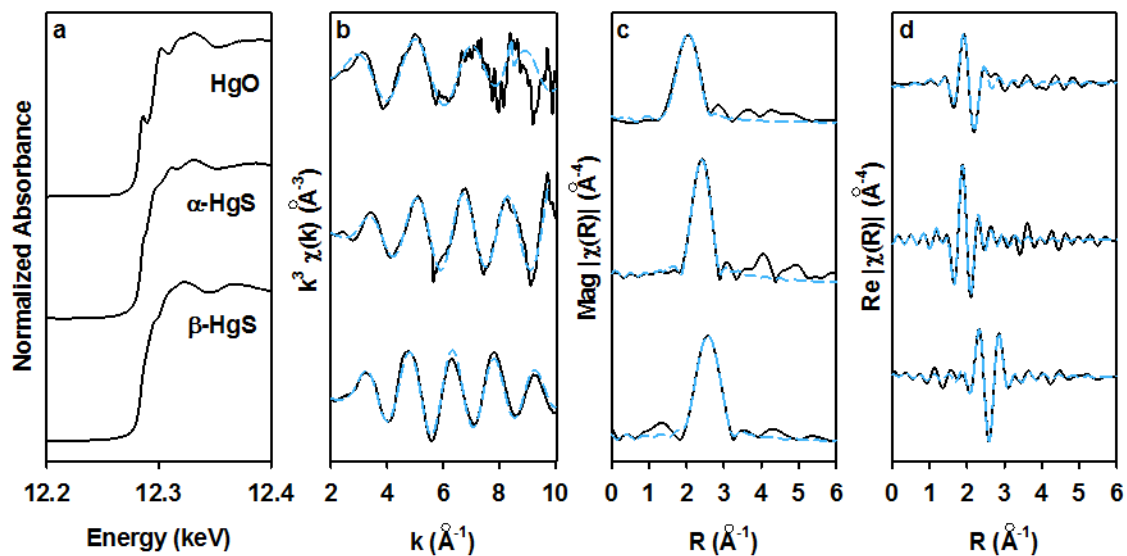 a
b
c
d
HgO
α-HgS
β-HgS
Normalized Absorbance
k³ χ(k) (Å⁻³)
Mag |χ(R)| (Å⁻⁴)
Re |χ(R)| (Å⁻⁴)
12.2 12.3 12.4
2 4 6 8 10
0 1 2 3 4 5 6
0 1 2 3 4 5 6
Energy (keV)
k (Å⁻¹)
R (Å⁻¹)
R (Å⁻¹)